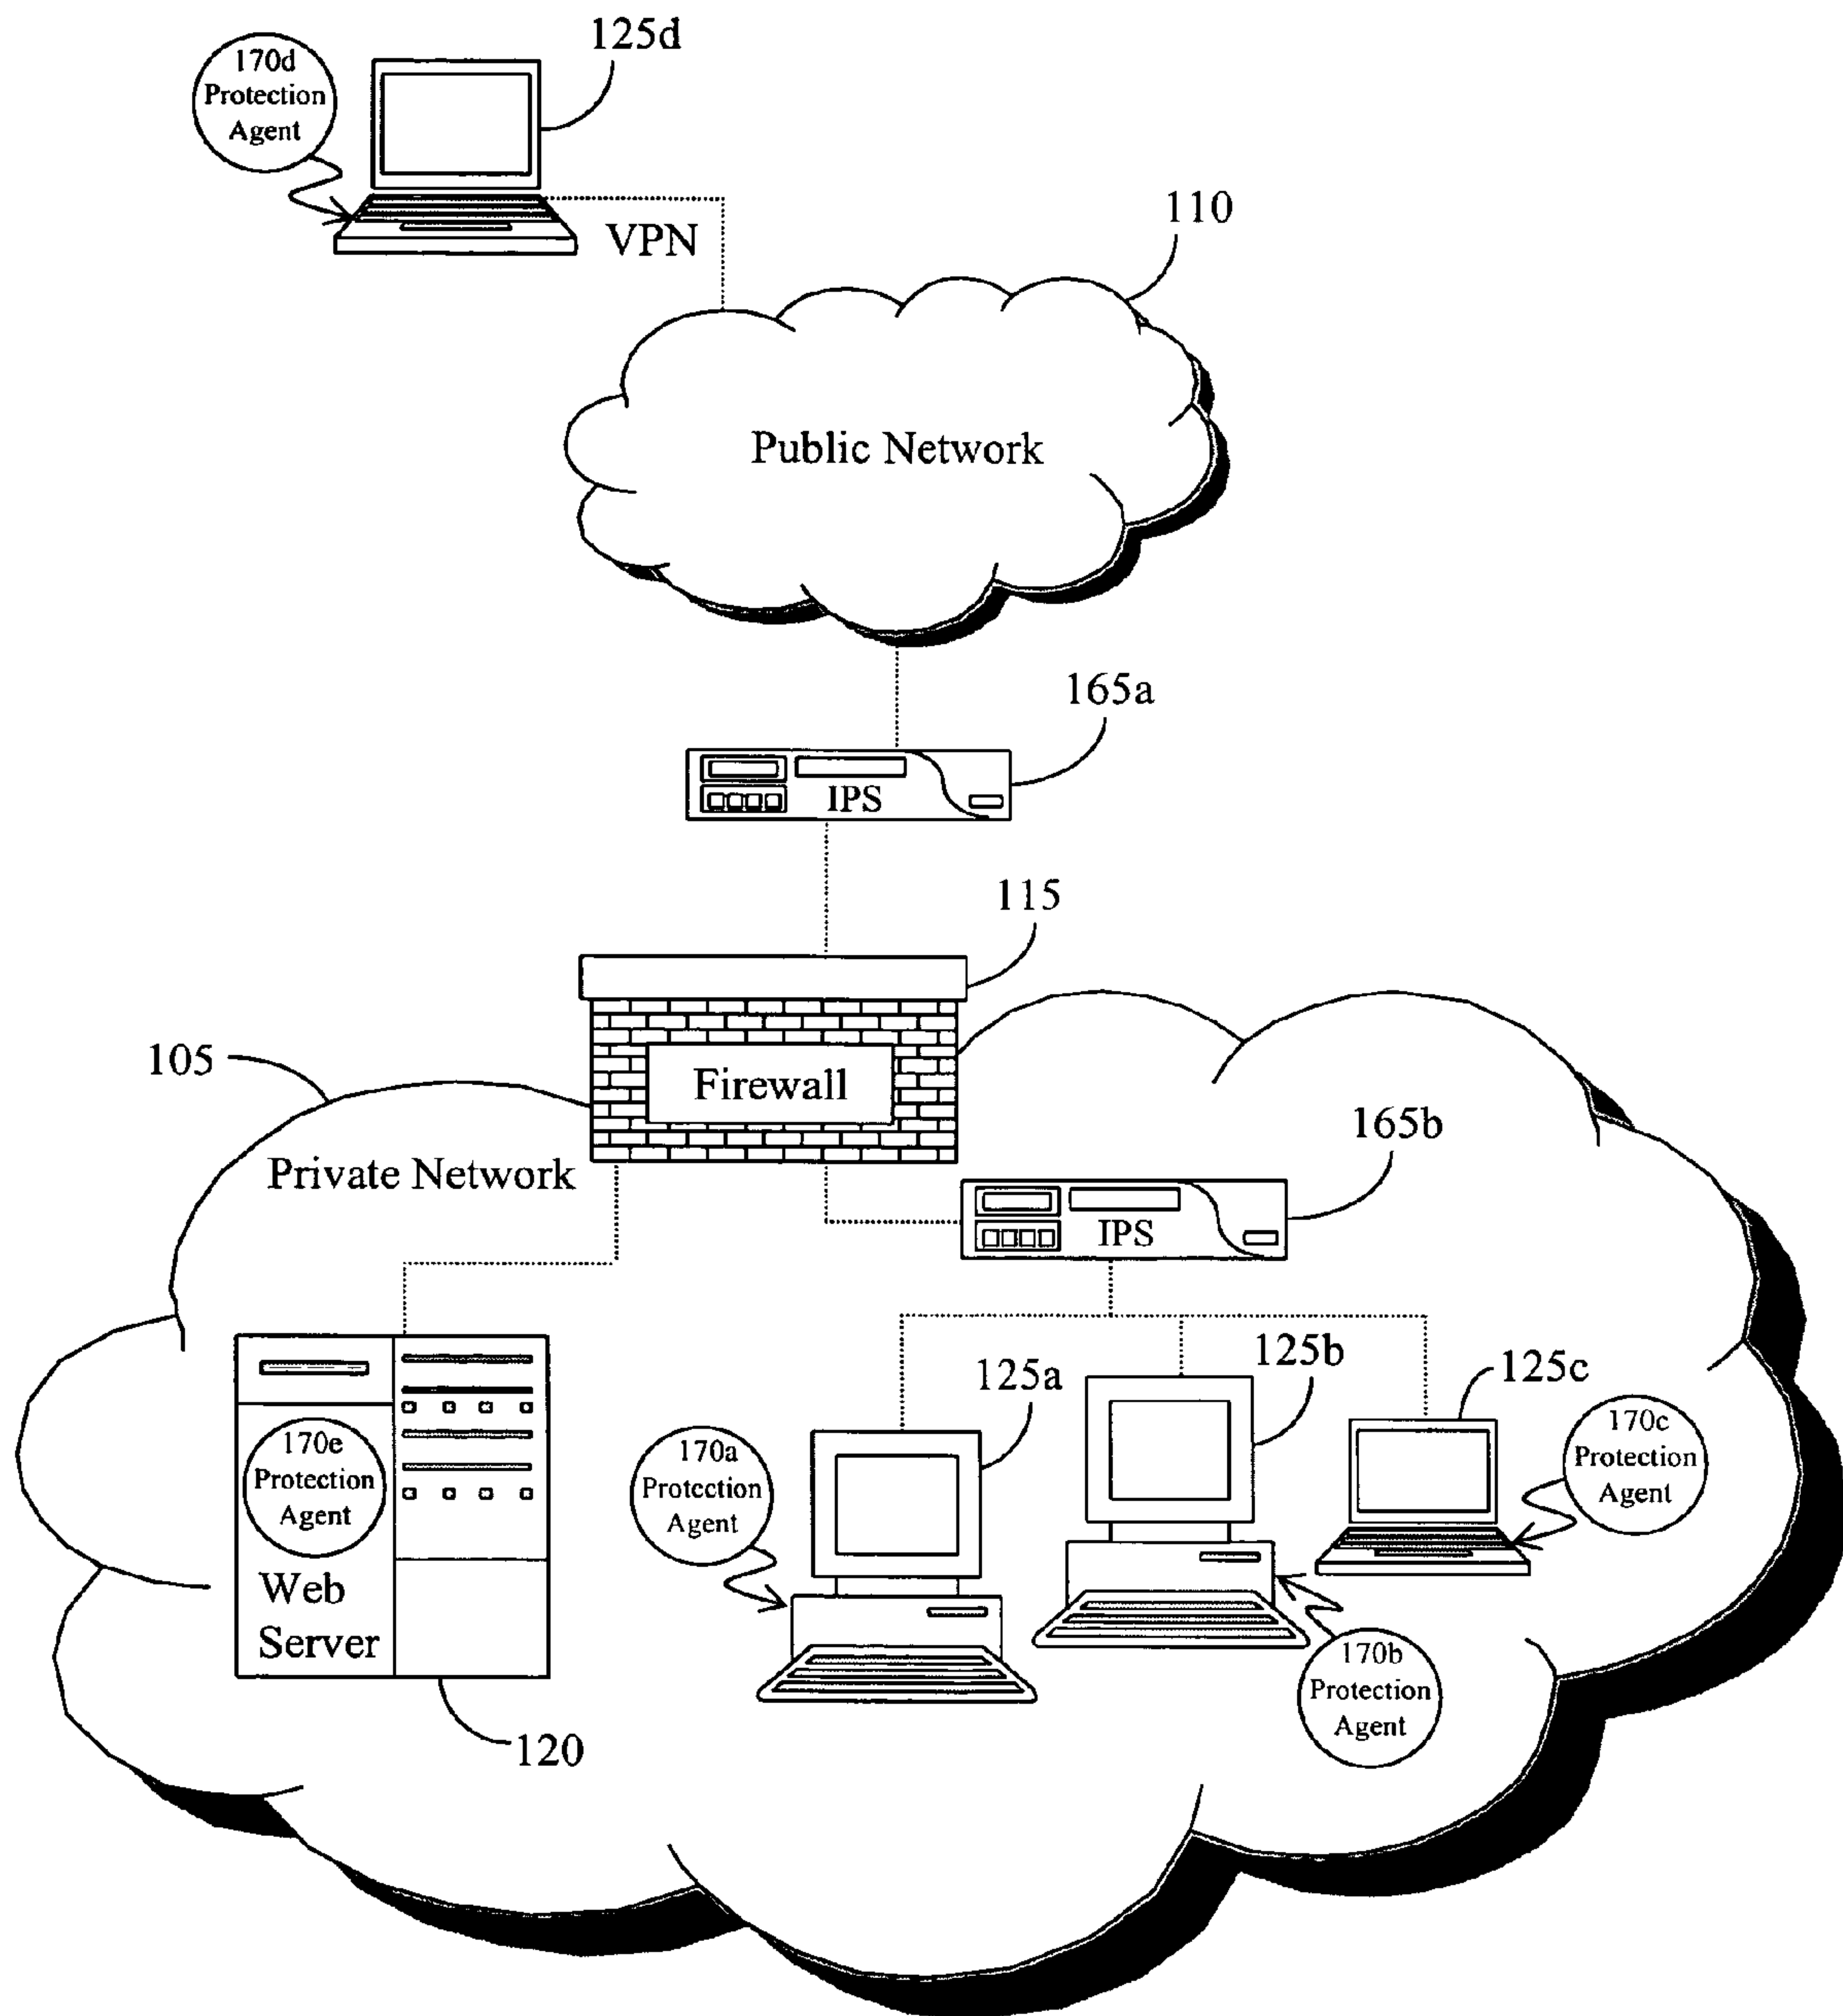 125d
170d
Protection
Agent
VPN
110
Public Network
165a
IPS
115
105
Firewall
165b
Private Network
IPS
125b
125a
125c
170e
Protection
Agent
170a
Protection
Agent
170c
Protection
Agent
Web
Server
170b
Protection
Agent
120